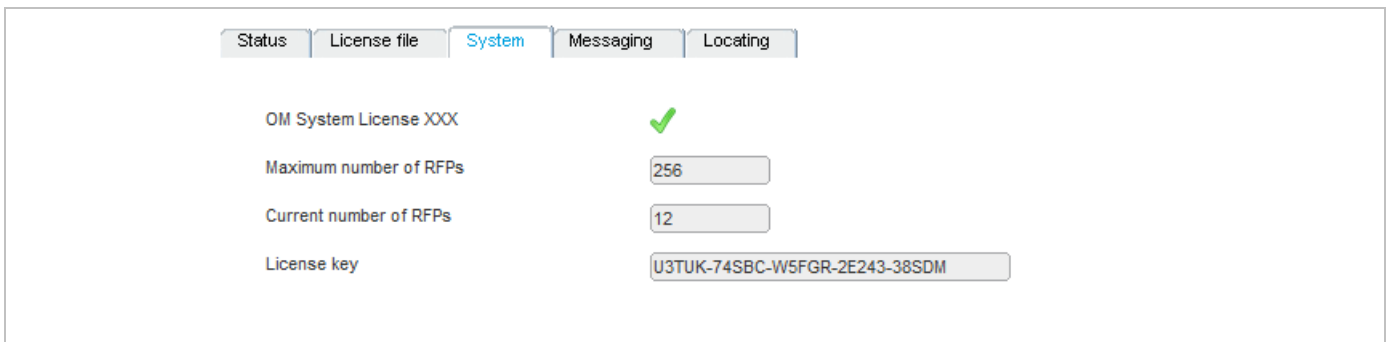 Status License file System Messaging Locating
OM System License XXX
Maximum number of RFPs 256
Current number of RFPs 12
License key U3TUK-74SBC-W5FGR-2E243-38SDM